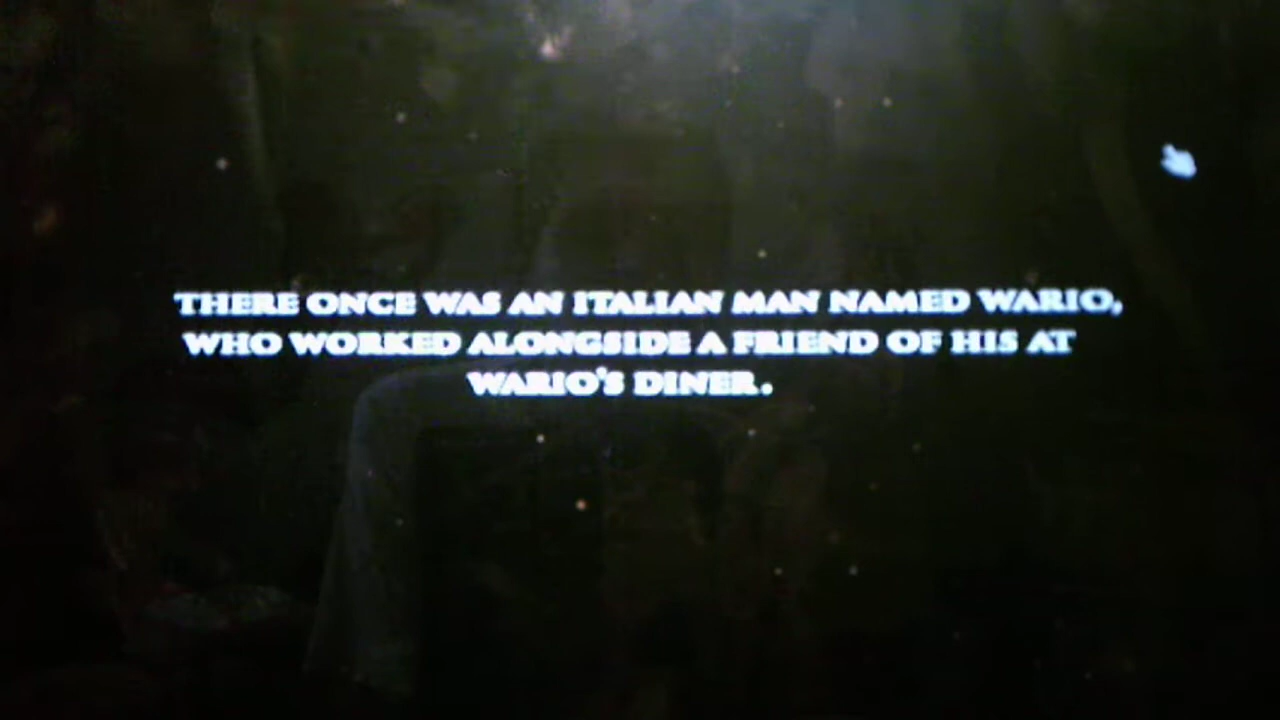 THERE ONCE WAS AN ITALIAN MAN NAMED WARIO,
WHO WORKED ALONGSIDE A FRIEND OF HIS AT
WARIO'S DINER.